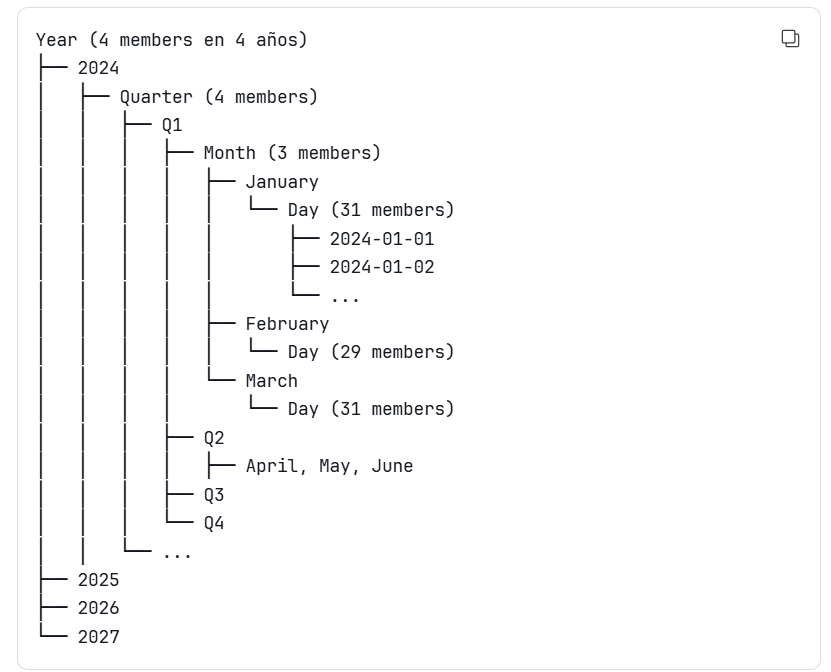 Year (4 members en 4 años)
├── 2024
│   ├── Quarter (4 members)
│   │   ├── Q1
│   │   │   ├── Month (3 members)
│   │   │   │   ├── January
│   │   │   │   │   └── Day (31 members)
│   │   │   │   │       ├── 2024-01-01
│   │   │   │   │       ├── 2024-01-02
│   │   │   │   │       └── ...
│   │   │   │   ├── February
│   │   │   │   │   └── Day (29 members)
│   │   │   │   └── March
│   │   │   │       └── Day (31 members)
│   │   │   ├── Q2
│   │   │   │   ├── April, May, June
│   │   │   ├── Q3
│   │   │   └── Q4
│   │   └── ...
├── 2025
├── 2026
└── 2027